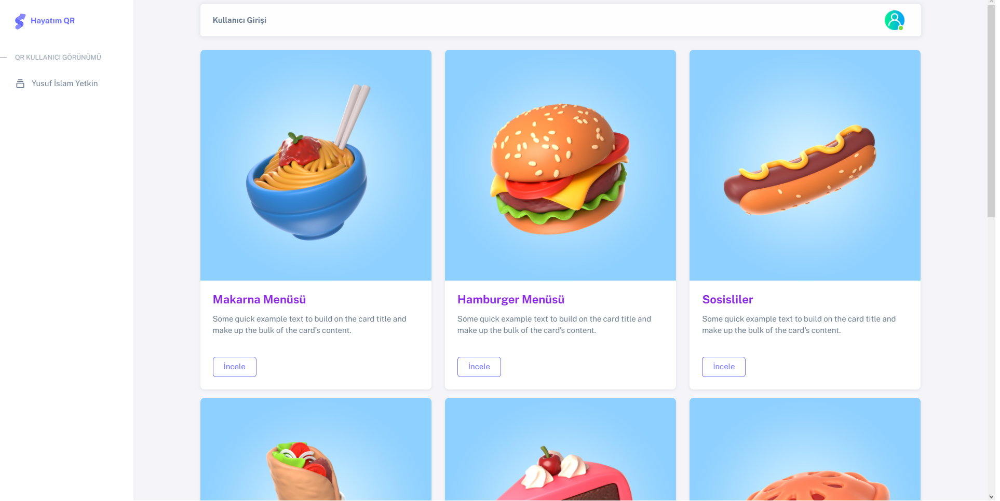 Hayatım QR
Kullanıcı Girişi
QR KULLANICI GÖRÜNÜMÜ
Yusuf İslam Yetkin
Makarna Menüsü
Some quick example text to build on the card title and
make up the bulk of the card's content.
İncele
Hamburger Menüsü
Some quick example text to build on the card title and
make up the bulk of the card's content.
İncele
Sosisliler
Some quick example text to build on the card title and
make up the bulk of the card's content.
İncele